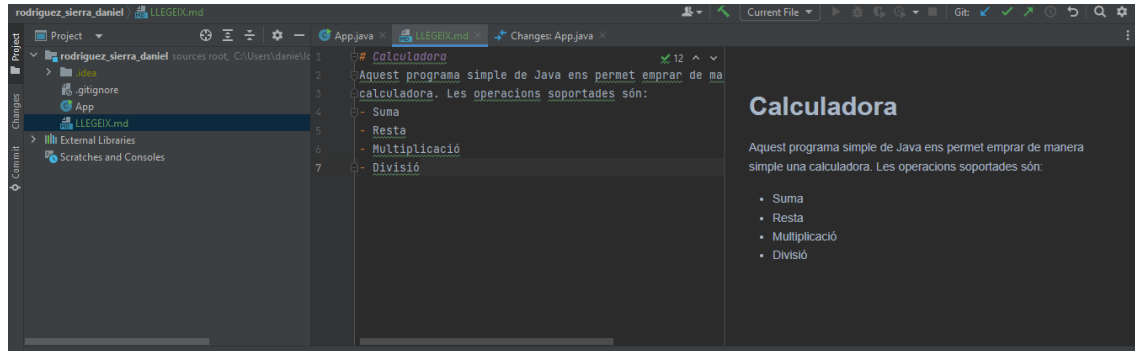 rodriguez_sierra_daniel LLEGEIX.md Current File Git:
Project
App.java LLEGEIX.md Changes: App.java
Project
Changes
Commit
rodriguez_sierra_daniel sources root, C:\Users\danie\Ic
.idea
.gitignore
App
LLEGEIX.md
External Libraries
Scratches and Consoles
1 # Calculadora 12
2 Aquest programa simple de Java ens permet emprar de ma
3 calculadora. Les operacions soportades són:
4 - Suma
5 - Resta
6 - Multiplicació
7 - Divisió
Calculadora
Aquest programa simple de Java ens permet emprar de manera
simple una calculadora. Les operacions soportades són:
• Suma
• Resta
• Multiplicació
• Divisió